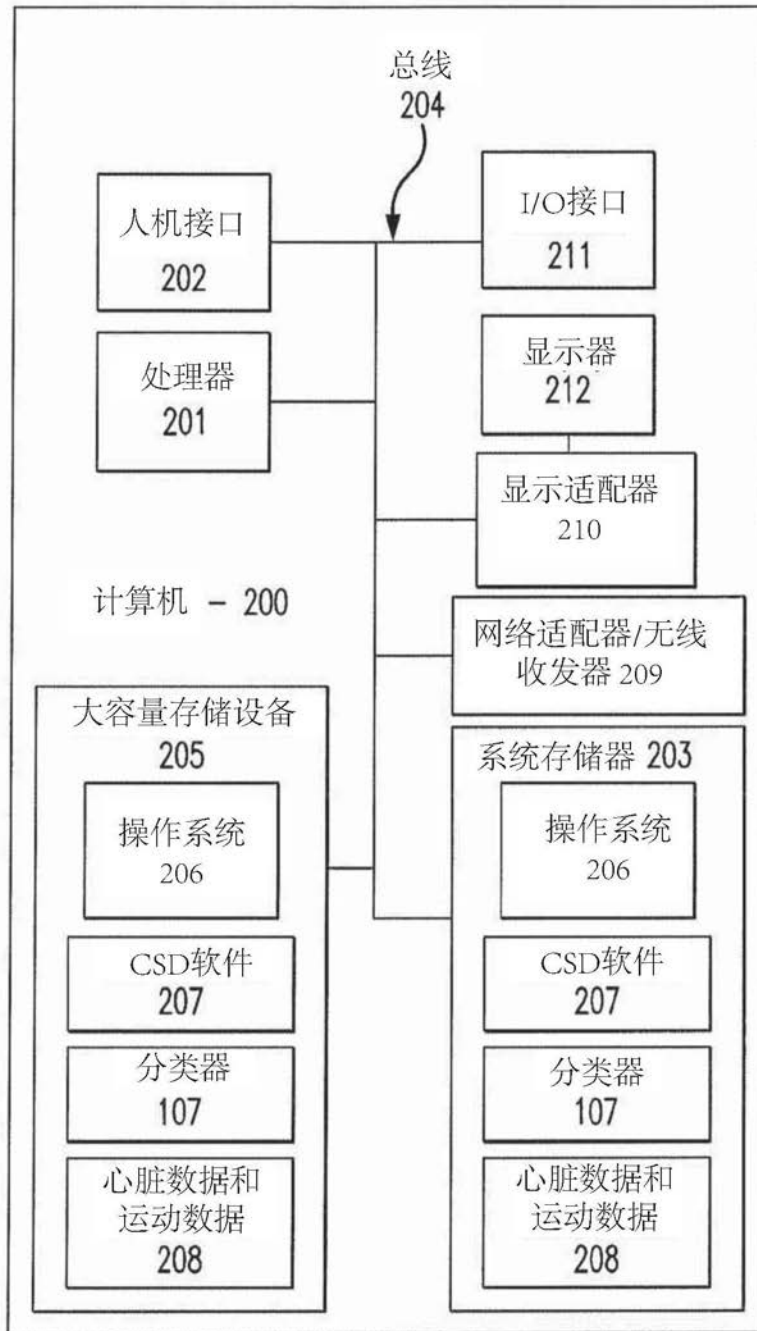 总线
204
人机接口
202
I/O接口
211
处理器
201
显示器
212
显示适配器
210
计算机 - 200
网络适配器/无线
收发器 209
大容量存储设备
205
操作系统
206
CSD软件
207
分类器
107
心脏数据和
运动数据
208
系统存储器 203
操作系统
206
CSD软件
207
分类器
107
心脏数据和
运动数据
208